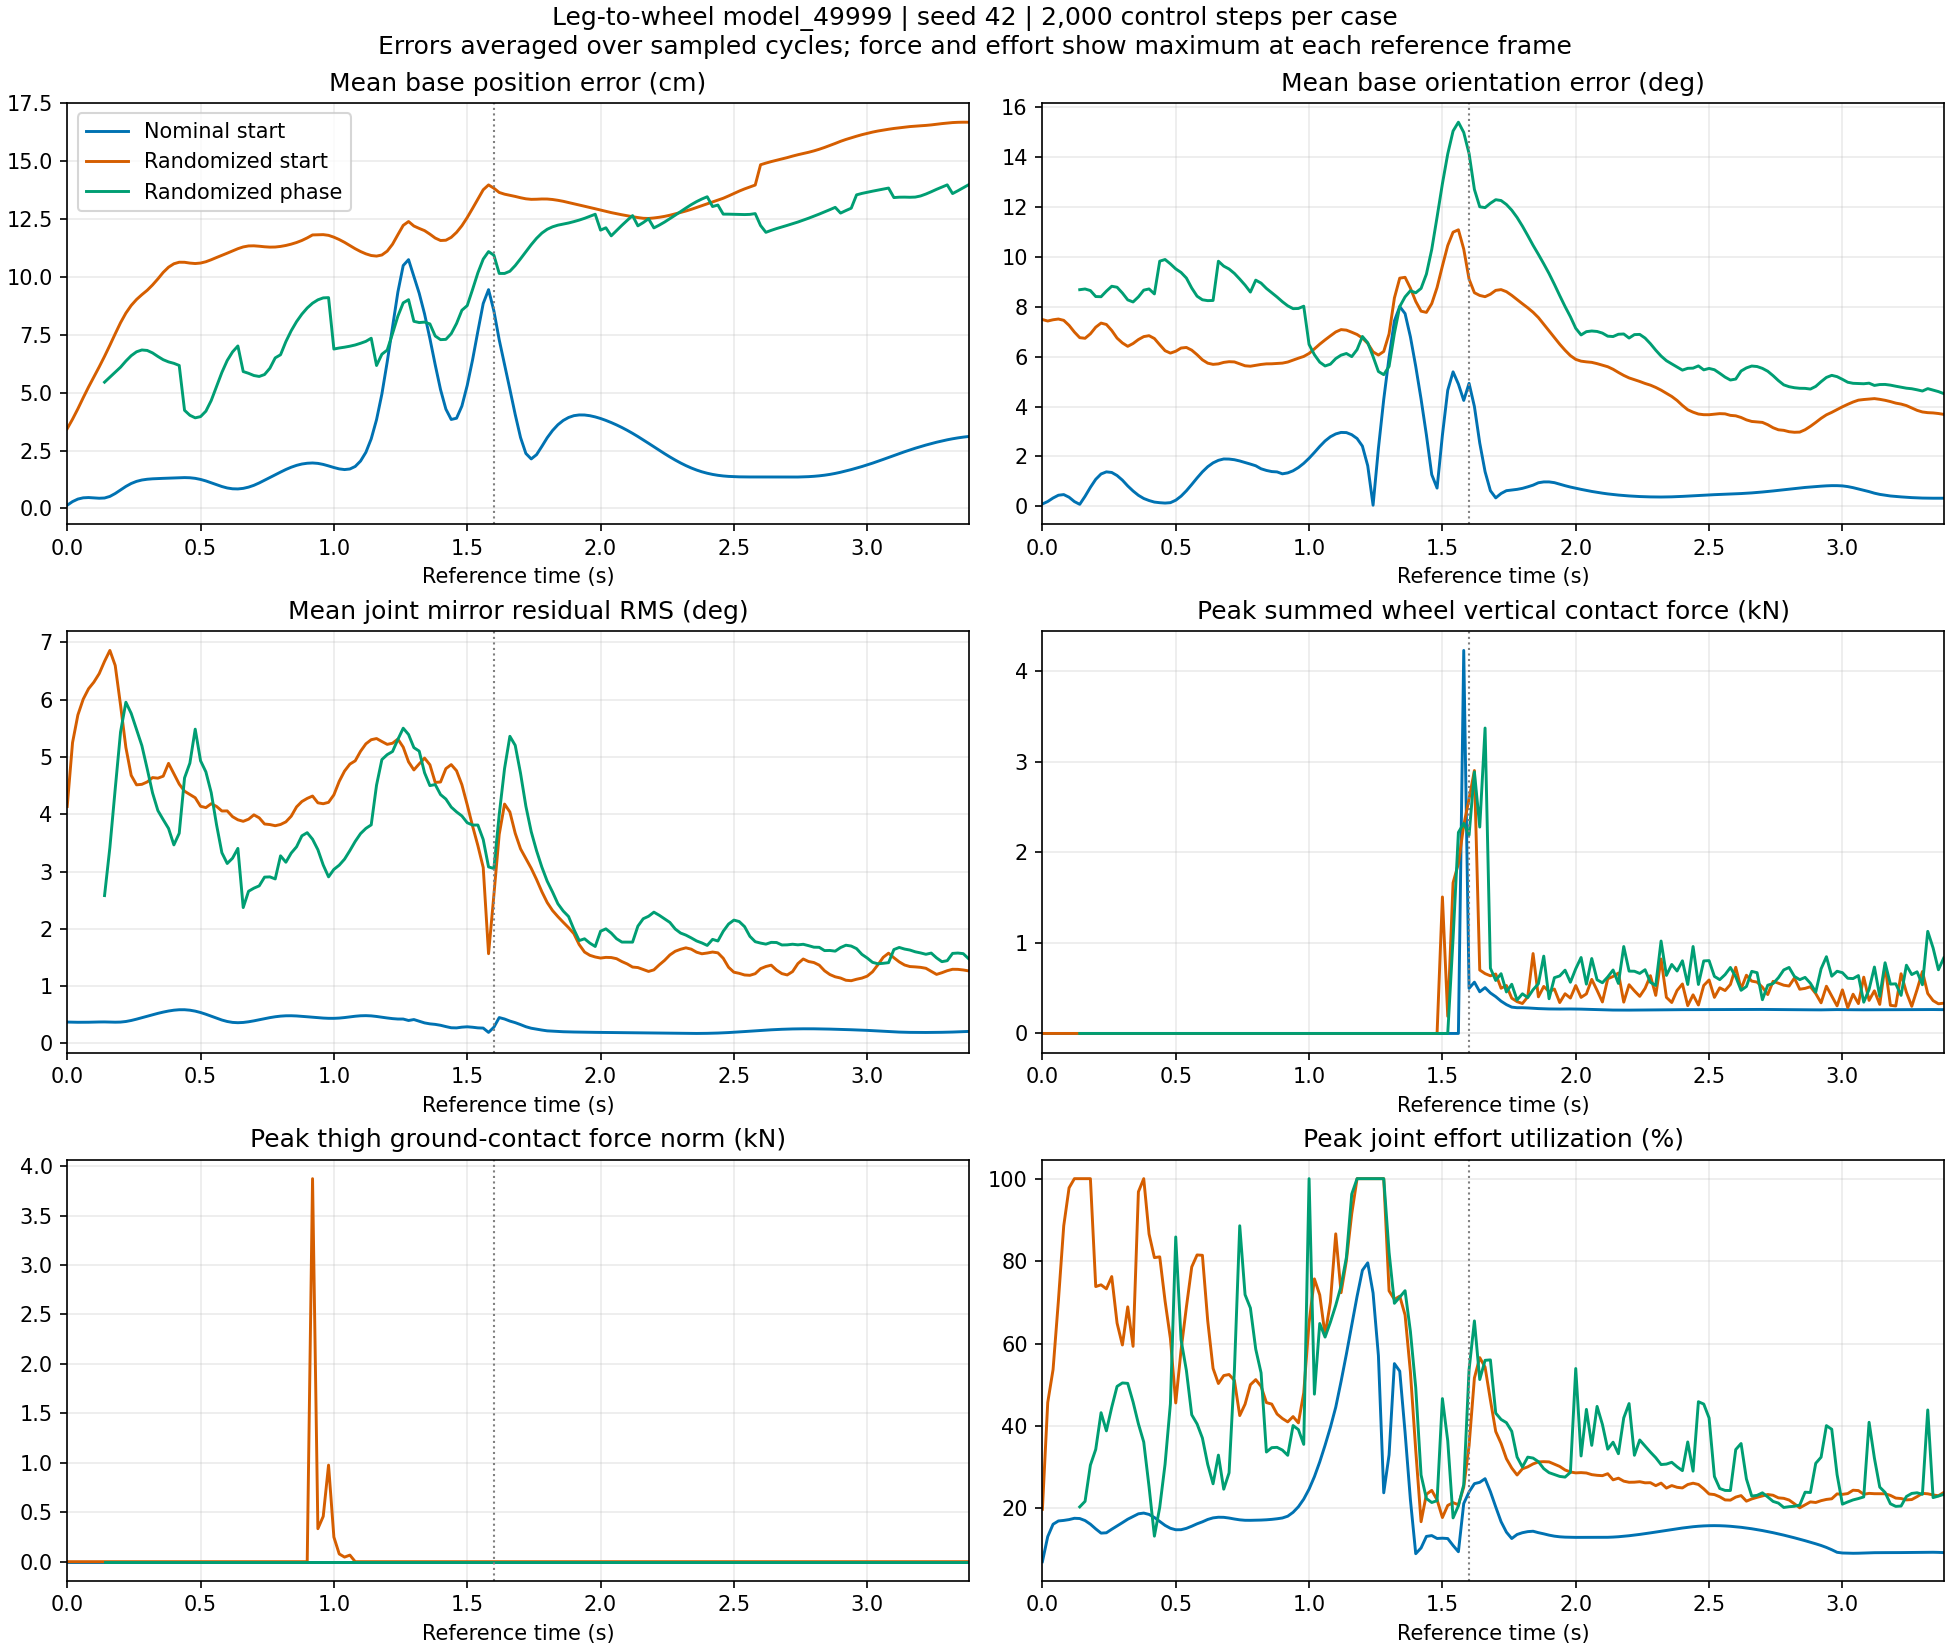 Leg-to-wheel model_49999 | seed 42 | 2,000 control steps per case
Errors averaged over sampled cycles; force and effort show maximum at each reference frame
Mean base position error (cm)
17.5
15.0
12.5
10.0
7.5
5.0
2.5
0.0
Nominal start
Randomized start
Randomized phase
0.0 0.5 1.0 1.5 2.0 2.5 3.0
Reference time (s)
Mean base orientation error (deg)
16
14
12
10
8
6
4
2
0
0.0 0.5 1.0 1.5 2.0 2.5 3.0
Reference time (s)
Mean joint mirror residual RMS (deg)
7
6
5
4
3
2
1
0
0.0 0.5 1.0 1.5 2.0 2.5 3.0
Reference time (s)
Peak summed wheel vertical contact force (kN)
4
3
2
1
0
0.0 0.5 1.0 1.5 2.0 2.5 3.0
Reference time (s)
Peak thigh ground-contact force norm (kN)
4.0
3.5
3.0
2.5
2.0
1.5
1.0
0.5
0.0
0.0 0.5 1.0 1.5 2.0 2.5 3.0
Reference time (s)
Peak joint effort utilization (%)
100
80
60
40
20
0.0 0.5 1.0 1.5 2.0 2.5 3.0
Reference time (s)